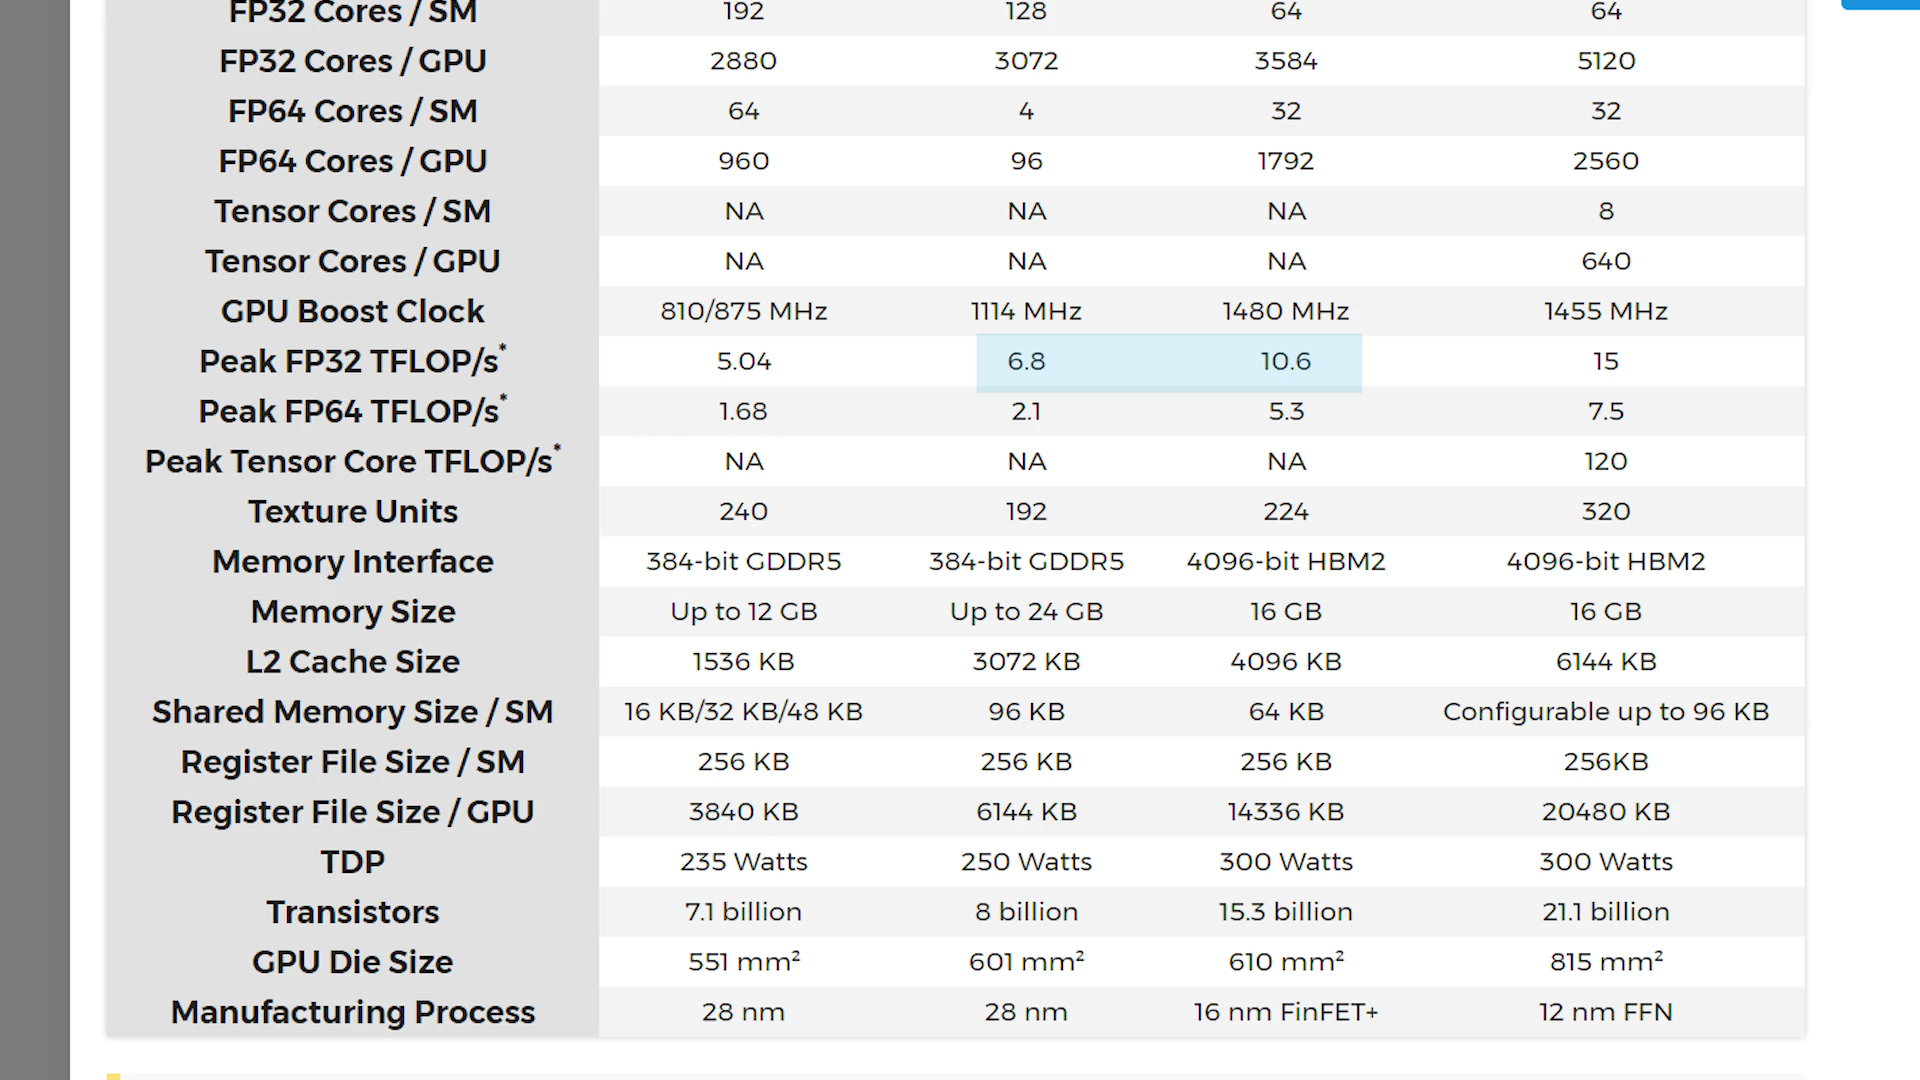 FP32 Cores / SM 192 128 64 64
FP32 Cores / GPU 2880 3072 3584 5120
FP64 Cores / SM 64 4 32 32
FP64 Cores / GPU 960 96 1792 2560
Tensor Cores / SM NA NA NA 8
Tensor Cores / GPU NA NA NA 640
GPU Boost Clock 810/875 MHz 1114 MHz 1480 MHz 1455 MHz
Peak FP32 TFLOP/s* 5.04 6.8 10.6 15
Peak FP64 TFLOP/s* 1.68 2.1 5.3 7.5
Peak Tensor Core TFLOP/s* NA NA NA 120
Texture Units 240 192 224 320
Memory Interface 384-bit GDDR5 384-bit GDDR5 4096-bit HBM2 4096-bit HBM2
Memory Size Up to 12 GB Up to 24 GB 16 GB 16 GB
L2 Cache Size 1536 KB 3072 KB 4096 KB 6144 KB
Shared Memory Size / SM 16 KB/32 KB/48 KB 96 KB 64 KB Configurable up to 96 KB
Register File Size / SM 256 KB 256 KB 256 KB 256KB
Register File Size / GPU 3840 KB 6144 KB 14336 KB 20480 KB
TDP 235 Watts 250 Watts 300 Watts 300 Watts
Transistors 7.1 billion 8 billion 15.3 billion 21.1 billion
GPU Die Size 551 mm² 601 mm² 610 mm² 815 mm²
Manufacturing Process 28 nm 28 nm 16 nm FinFET+ 12 nm FFN